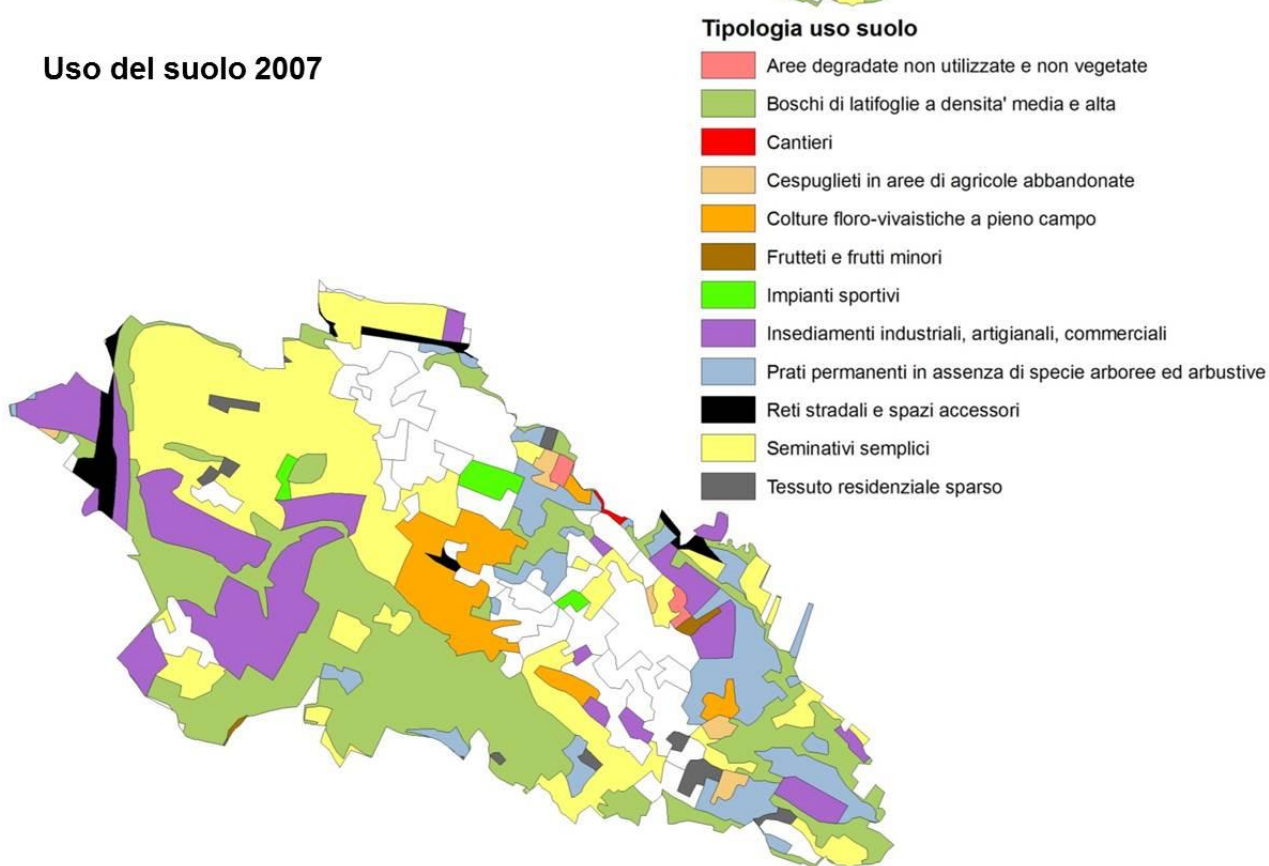 Uso del suolo 2007
Tipologia uso suolo
Aree degradate non utilizzate e non vegetate
Boschi di latifoglie a densita' media e alta
Cantieri
Cespuglieti in aree di agricole abbandonate
Colture floro-vivaistiche a pieno campo
Frutteti e frutti minori
Impianti sportivi
Insediamenti industriali, artigianali, commerciali
Prati permanenti in assenza di specie arboree ed arbustive
Reti stradali e spazi accessori
Seminativi semplici
Tessuto residenziale sparso